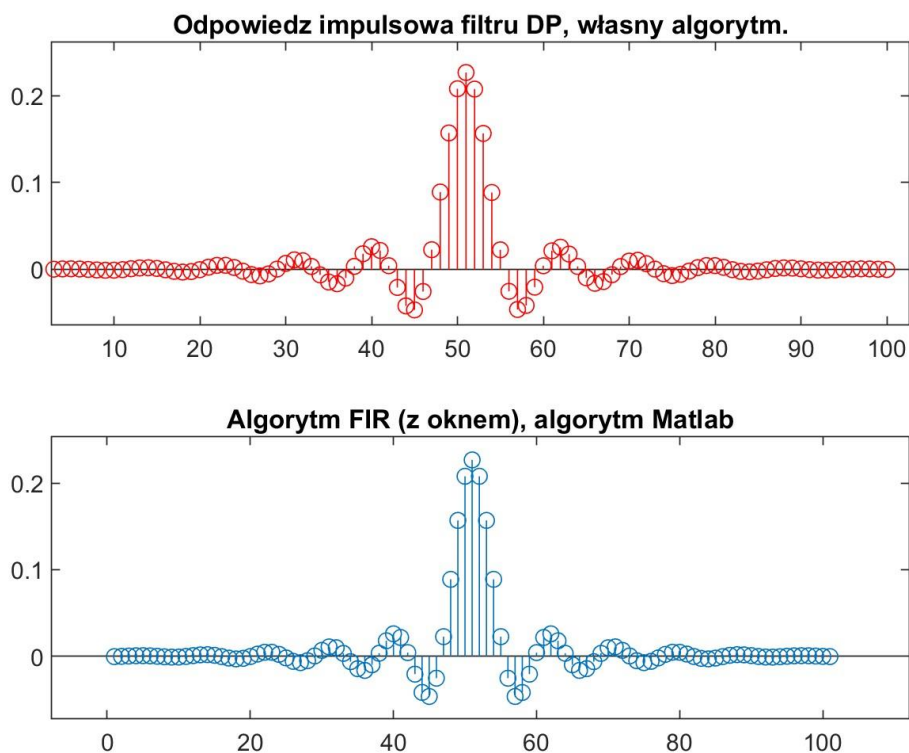 Odpowiedz impulsowa filtru DP, własny algorytm.
0.2
0.1
0
10 20 30 40 50 60 70 80 90 100
Algorytm FIR (z oknem), algorytm Matlab
0.2
0.1
0
0 20 40 60 80 100